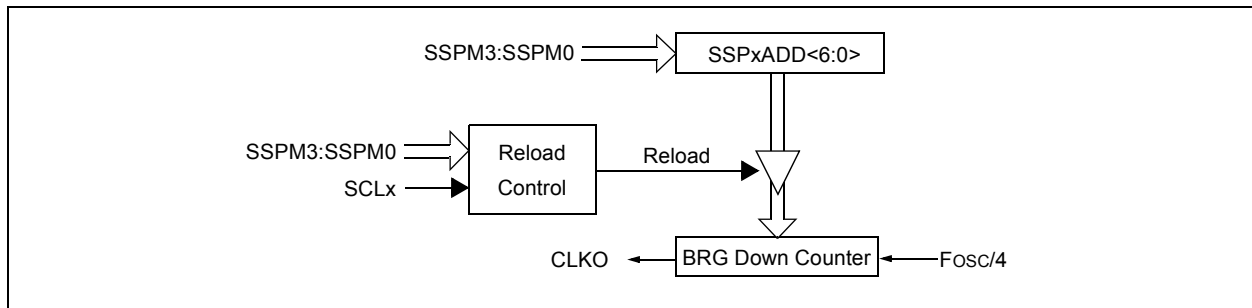 SSPM3:SSPM0
SSPxADD<6:0>
SSPM3:SSPM0
SCLx
Reload
Control
Reload
CLKO
BRG Down Counter
FOSC/4